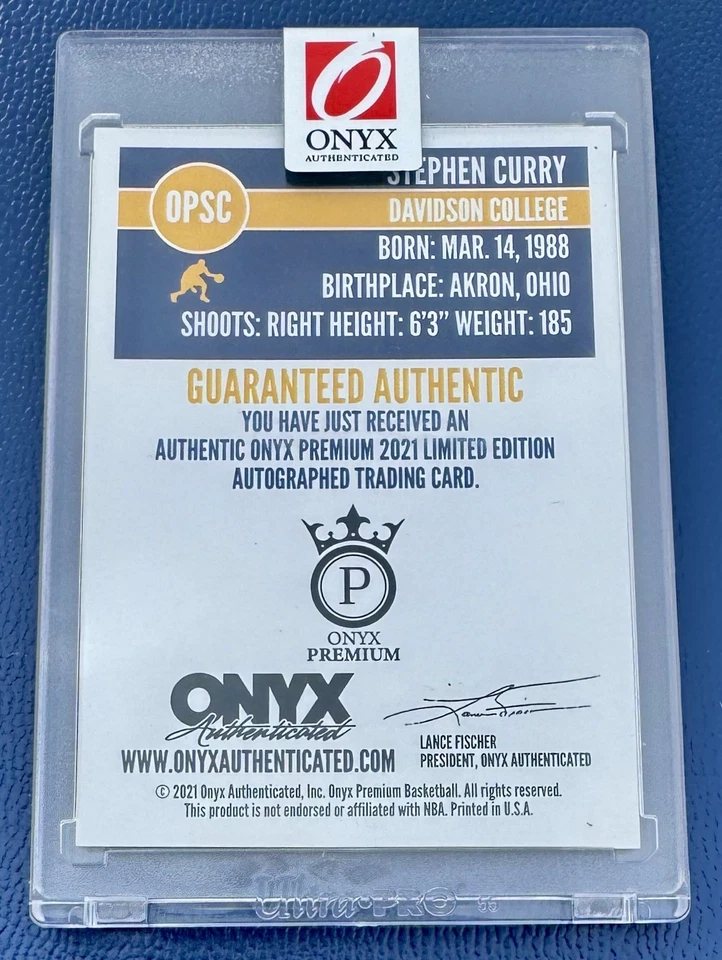 ONYX
AUTHENTICATED
STEPHEN CURRY
OPSC
DAVIDSON COLLEGE
BORN: MAR. 14, 1988
BIRTHPLACE: AKRON, OHIO
SHOOTS: RIGHT HEIGHT: 6'3" WEIGHT: 185
GUARANTEED AUTHENTIC
YOU HAVE JUST RECEIVED AN
AUTHENTIC ONYX PREMIUM 2021 LIMITED EDITION
AUTOGRAPHED TRADING CARD.
P
ONYX
PREMIUM
ONYX
Authenticated
WWW.ONYXAUTHENTICATED.COM
LANCE FISCHER
PRESIDENT, ONYX AUTHENTICATED
© 2021 Onyx Authenticated, Inc. Onyx Premium Basketball. All rights reserved.
This product is not endorsed or affiliated with NBA. Printed in U.S.A.
Ultra-PRO